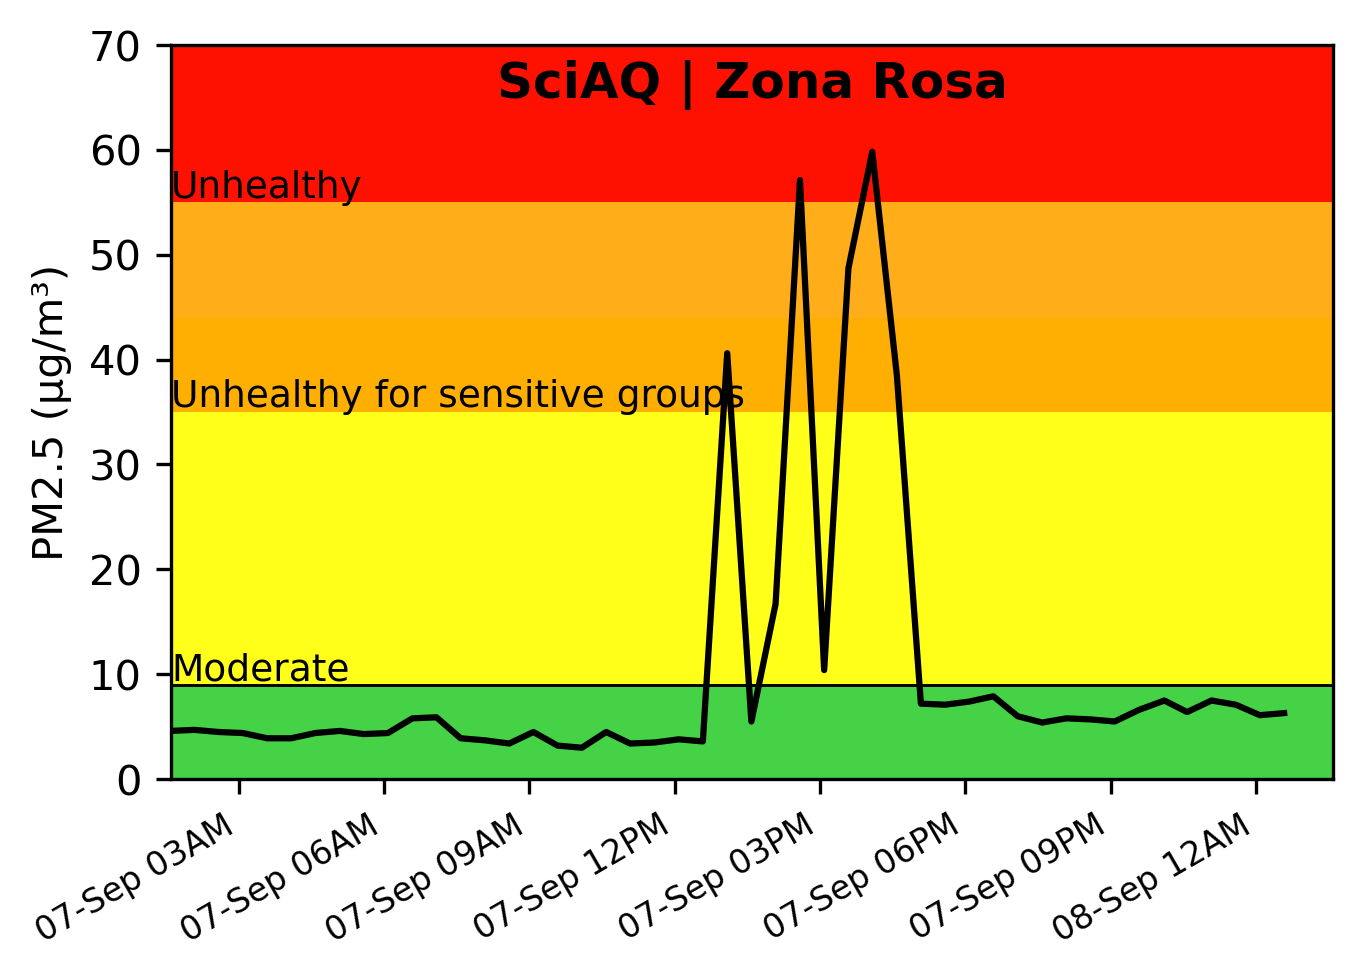 SciAQ | Zona Rosa
70
60
50
40
30
20
10
0
PM2.5 (µg/m³)
Unhealthy
Unhealthy for sensitive groups
Moderate
07-Sep 03AM
07-Sep 06AM
07-Sep 09AM
07-Sep 12PM
07-Sep 03PM
07-Sep 06PM
07-Sep 09PM
08-Sep 12AM